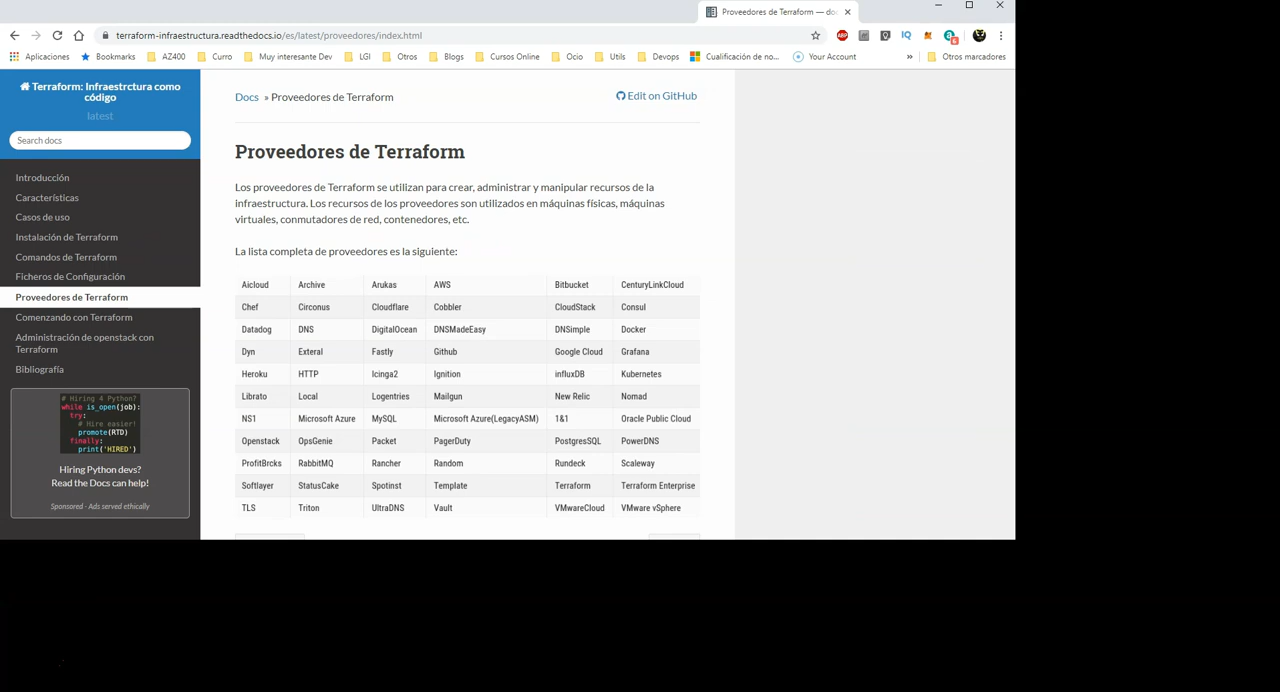 Proveedores de Terraform — doc
terraform-infraestructura.readthedocs.io/es/latest/proveedores/index.html
ABP IQ a 6
Aplicaciones Bookmarks AZ400 Curro Muy interesante Dev LGI Otros Blogs Cursos Online Ocio Utils Devops Cualificación de no... Your Account » Otros marcadores
Terraform: Infraestrctura como
código
latest
Search docs
Introducción
Características
Casos de uso
Instalación de Terraform
Comandos de Terraform
Ficheros de Configuración
Proveedores de Terraform
Comenzando con Terraform
Administración de openstack con
Terraform
Bibliografía
# Hiring 4 Python?
while is_open(job):
try:
# Hire easier!
promote(RTD)
finally:
print('HIRED')
Hiring Python devs?
Read the Docs can help!
Sponsored · Ads served ethically
Docs » Proveedores de Terraform
Edit on GitHub
Proveedores de Terraform
Los proveedores de Terraform se utilizan para crear, administrar y manipular recursos de la
infraestructura. Los recursos de los proveedores son utilizados en máquinas físicas, máquinas
virtuales, conmutadores de red, contenedores, etc.
La lista completa de proveedores es la siguiente:
Aicloud Archive Arukas AWS Bitbucket CenturyLinkCloud
Chef Circonus Cloudflare Cobbler CloudStack Consul
Datadog DNS DigitalOcean DNSMadeEasy DNSimple Docker
Dyn Exteral Fastly Github Google Cloud Grafana
Heroku HTTP Icinga2 Ignition influxDB Kubernetes
Librato Local Logentries Mailgun New Relic Nomad
NS1 Microsoft Azure MySQL Microsoft Azure(LegacyASM) 1&1 Oracle Public Cloud
Openstack OpsGenie Packet PagerDuty PostgresSQL PowerDNS
ProfitBrcks RabbitMQ Rancher Random Rundeck Scaleway
Softlayer StatusCake Spotinst Template Terraform Terraform Enterprise
TLS Triton UltraDNS Vault VMwareCloud VMware vSphere